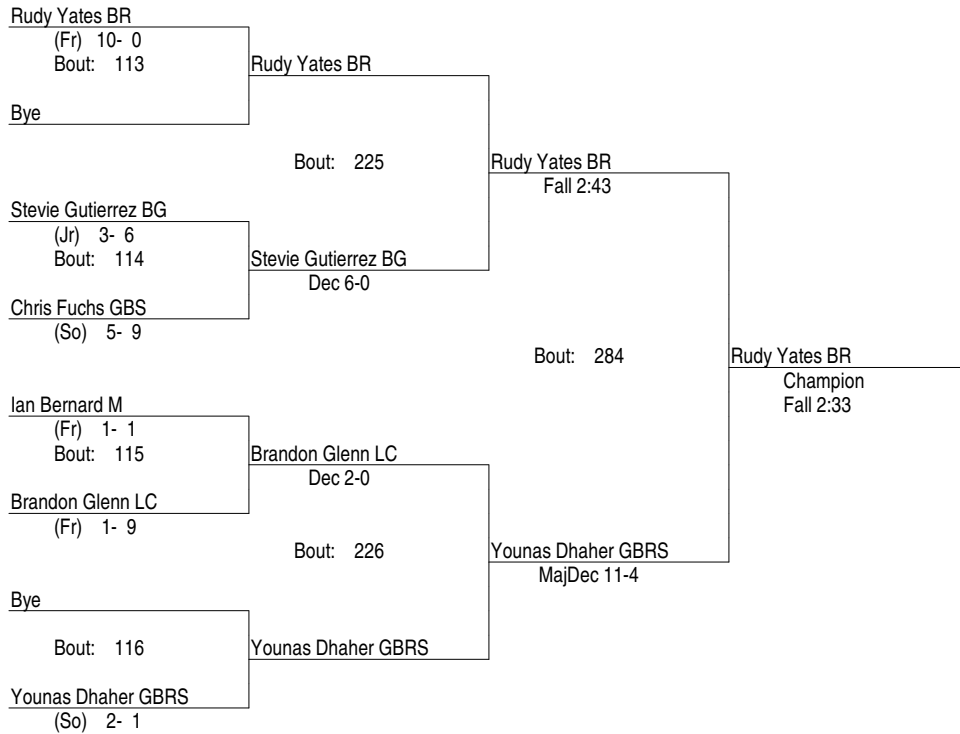 Rudy Yates BR
(Fr) 10- 0
Bout: 113
Rudy Yates BR
Bye
Bout: 225
Rudy Yates BR
Fall 2:43
Stevie Gutierrez BG
(Jr) 3- 6
Bout: 114
Stevie Gutierrez BG
Dec 6-0
Chris Fuchs GBS
(So) 5- 9
Bout: 284
Rudy Yates BR
Champion
Fall 2:33
Ian Bernard M
(Fr) 1- 1
Bout: 115
Brandon Glenn LC
Dec 2-0
Brandon Glenn LC
(Fr) 1- 9
Bout: 226
Younas Dhaher GBRS
MajDec 11-4
Bye
Bout: 116
Younas Dhaher GBRS
Younas Dhaher GBRS
(So) 2- 1